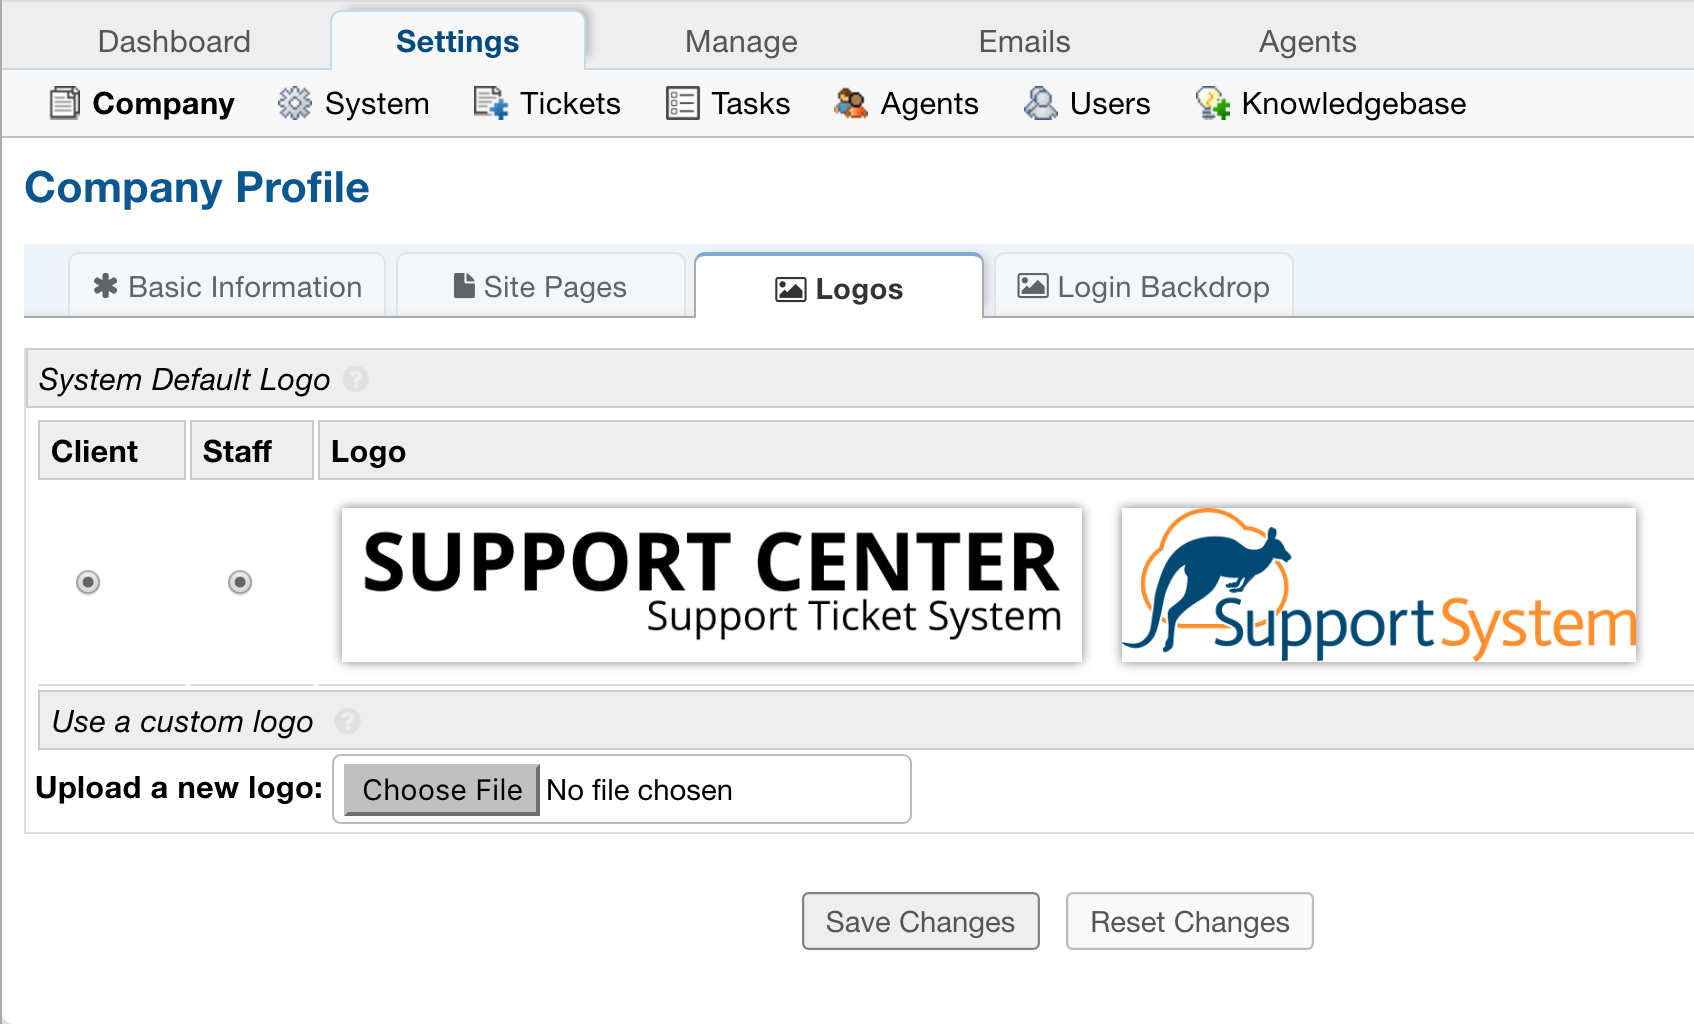 Dashboard Settings Manage Emails Agents
Company System Tickets Tasks Agents Users Knowledgebase
Company Profile
Basic Information Site Pages Logos Login Backdrop
System Default Logo ?
Client Staff Logo
SUPPORT CENTER
Support Ticket System
SupportSystem
Use a custom logo ?
Upload a new logo: Choose File No file chosen
Save Changes Reset Changes